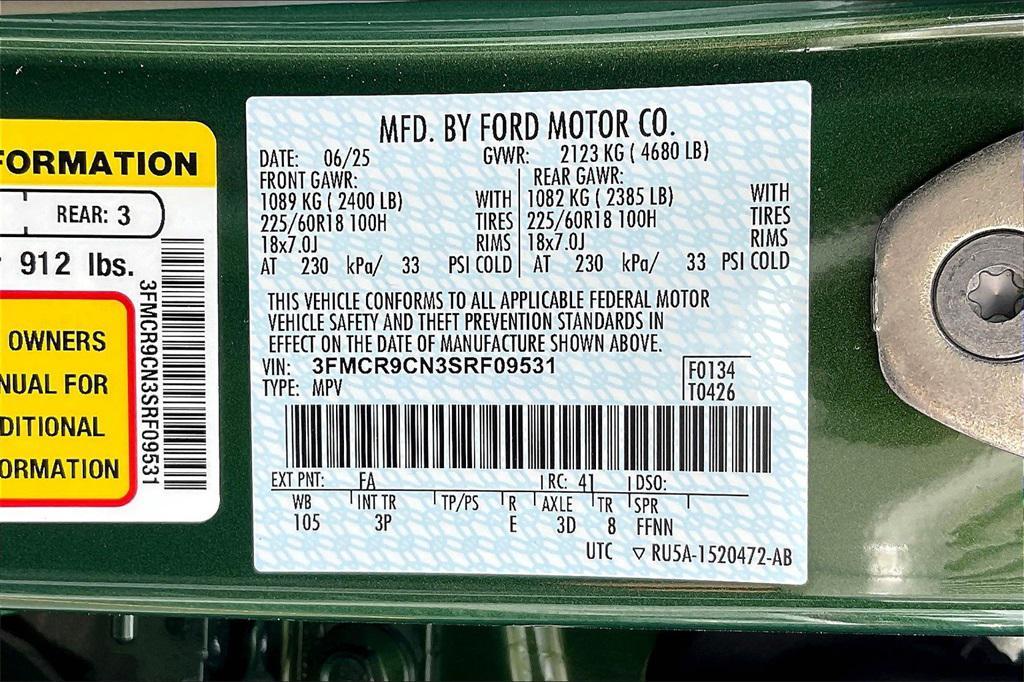 FORMATION
REAR: 3
912 lbs.
OWNERS
NUAL FOR
DITIONAL
ORMATION
3FMCR9CN3SRF09531
MFD. BY FORD MOTOR CO.
DATE: 06/25 GVWR: 2123 KG ( 4680 LB)
FRONT GAWR: REAR GAWR:
1089 KG ( 2400 LB) WITH 1082 KG ( 2385 LB) WITH
225/60R18 100H TIRES 225/60R18 100H TIRES
18x7.0J RIMS 18x7.0J RIMS
AT 230 kPa/ 33 PSI COLD AT 230 kPa/ 33 PSI COLD
THIS VEHICLE CONFORMS TO ALL APPLICABLE FEDERAL MOTOR
VEHICLE SAFETY AND THEFT PREVENTION STANDARDS IN
EFFECT ON THE DATE OF MANUFACTURE SHOWN ABOVE.
VIN: 3FMCR9CN3SRF09531 F0134
TYPE: MPV T0426
EXT PNT: FA RC: 41 DSO:
WB INT TR TP/PS R AXLE TR SPR
105 3P E 3D 8 FFNN
UTC ▽ RU5A-1520472-AB